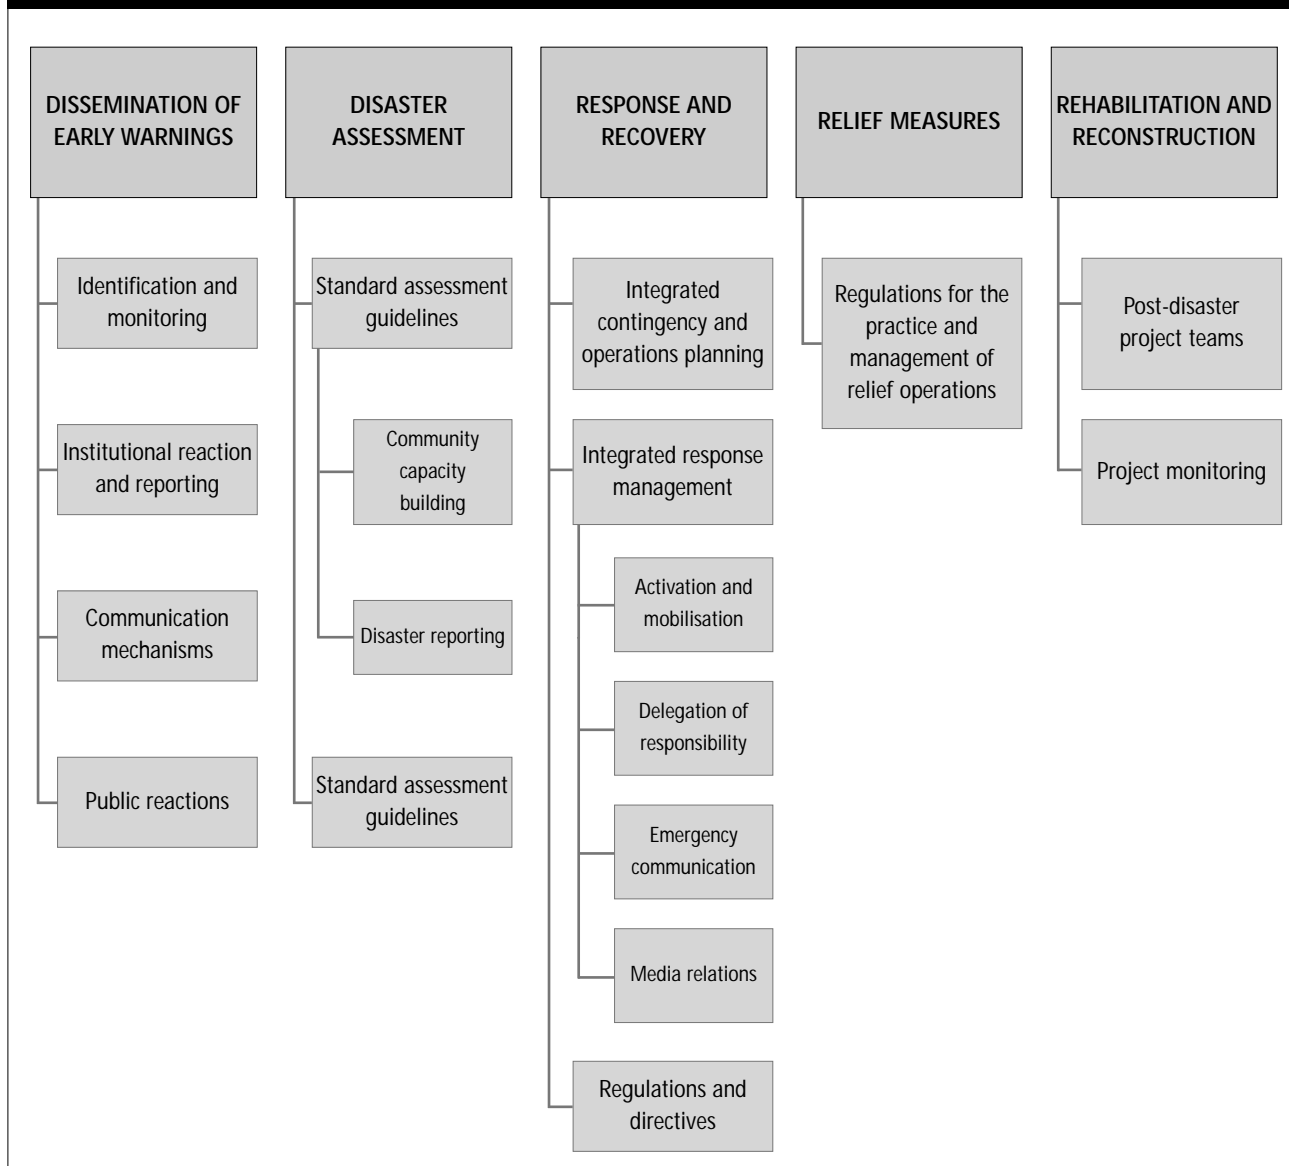 DISSEMINATION OF
EARLY WARNINGS
Identification and
monitoring
Institutional reaction
and reporting
Communication
mechanisms
Public reactions
DISASTER
ASSESSMENT
Standard assessment
guidelines
Community
capacity
building
Disaster reporting
Standard assessment
guidelines
RESPONSE AND
RECOVERY
Integrated
contingency and
operations planning
Integrated response
management
Activation and
mobilisation
Delegation of
responsibility
Emergency
communication
Media relations
Regulations and
directives
RELIEF MEASURES
Regulations for the
practice and
management of
relief operations
REHABILITATION AND
RECONSTRUCTION
Post-disaster
project teams
Project monitoring